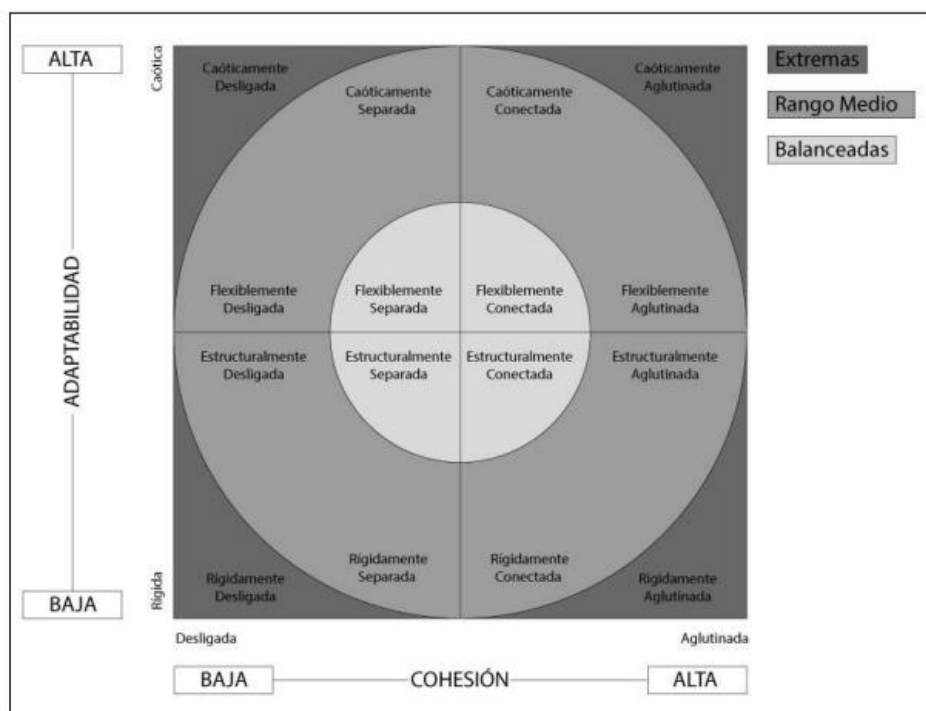 ALTA
Caótica
Caóticamente
Desligada
Caóticamente
Separada
Caóticamente
Conectada
Caóticamente
Aglutinada
Extremas
Rango Medio
Balanceadas
ADAPTABILIDAD
Flexiblemente
Desligada
Flexiblemente
Separada
Flexiblemente
Conectada
Flexiblemente
Aglutinada
Estructuralmente
Desligada
Estructuralmente
Separada
Estructuralmente
Conectada
Estructuralmente
Aglutinada
Rígidamente
Desligada
Rígidamente
Separada
Rígidamente
Conectada
Rígidamente
Aglutinada
BAJA
Rígida
Desligada
Aglutinada
BAJA
COHESIÓN
ALTA